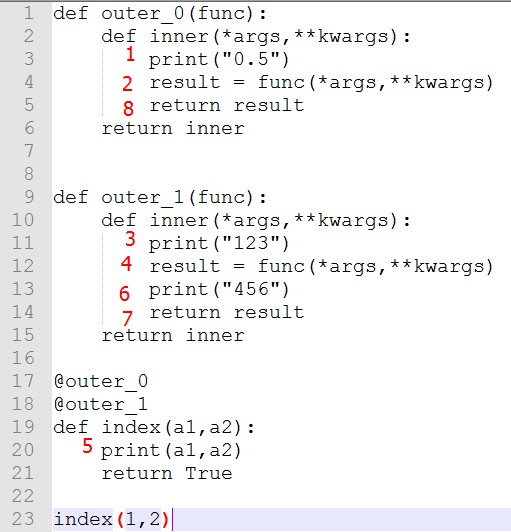 1 def outer_0(func):
2     def inner(*args,**kwargs):
3       1 print("0.5")
4       2 result = func(*args,**kwargs)
5       8 return result
6     return inner
7
8
9 def outer_1(func):
10     def inner(*args,**kwargs):
11       3 print("123")
12       4 result = func(*args,**kwargs)
13       6 print("456")
14       7 return result
15     return inner
16
17 @outer_0
18 @outer_1
19 def index(a1,a2):
20   5 print(a1,a2)
21     return True
22
23 index(1,2)